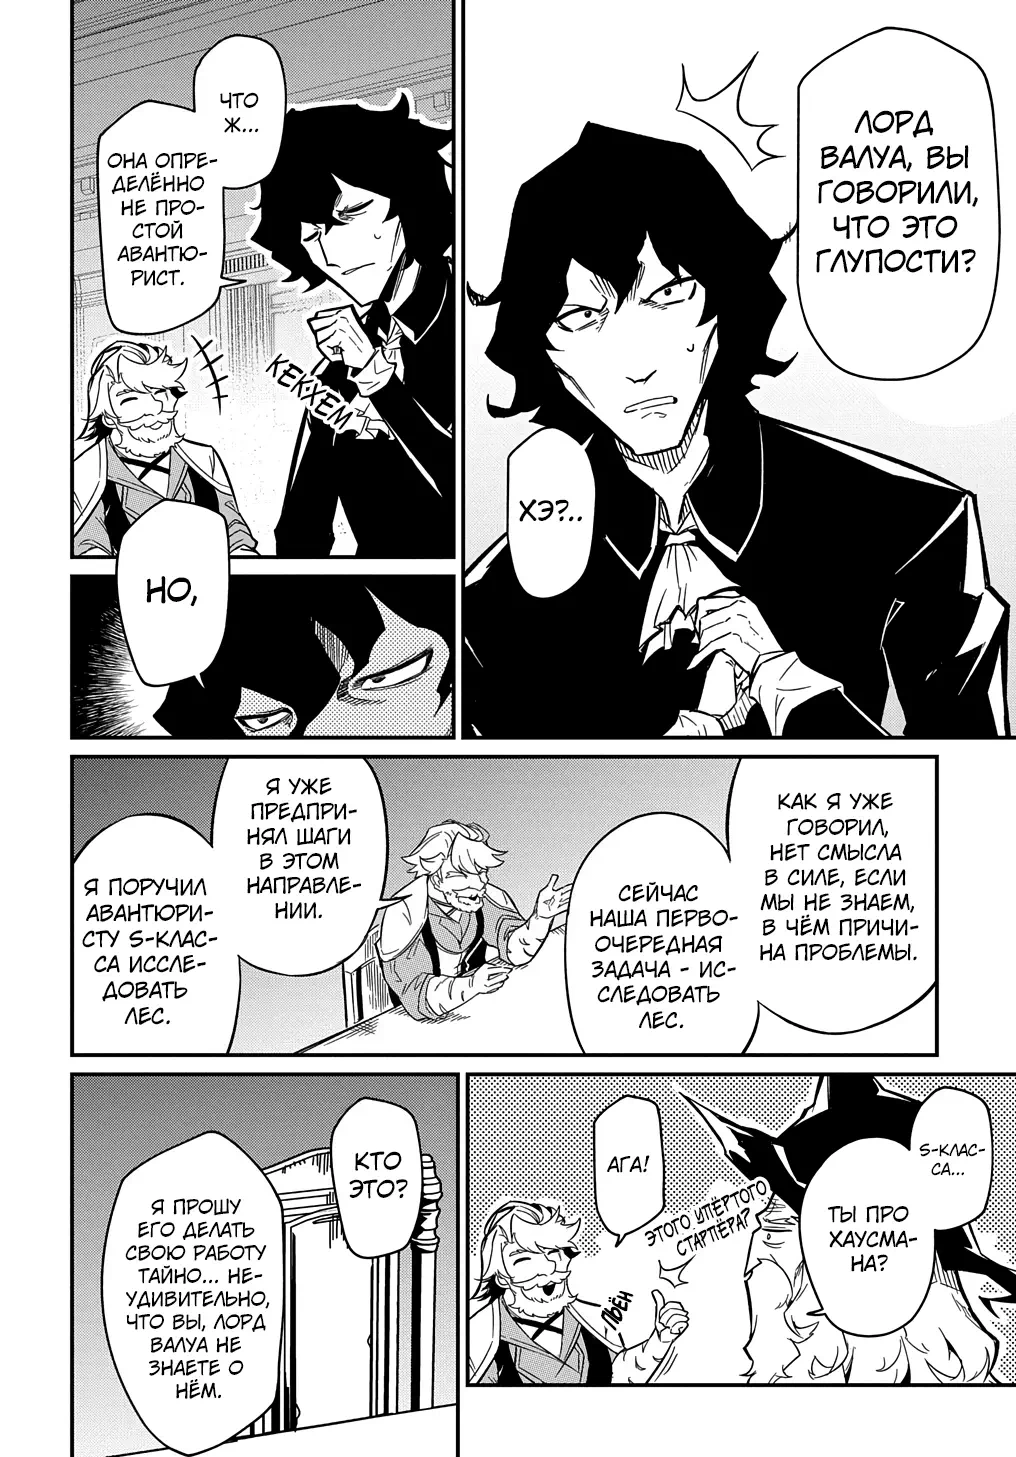 ЛОРД
ВАЛУА, ВЫ
ГОВОРИЛИ,
ЧТО ЭТО
ГЛУПОСТИ?
ХЭ?..
ЧТО
Ж...
ОНА ОПРЕ-
ДЕЛЁННО
НЕ ПРО-
СТОЙ
АВАНТЮ-
РИСТ.
КЕКХЕМ
НО,
КАК Я УЖЕ
ГОВОРИЛ,
НЕТ СМЫСЛА
В СИЛЕ, ЕСЛИ
МЫ НЕ ЗНАЕМ,
В ЧЁМ ПРИЧИ-
НА ПРОБЛЕМЫ.
СЕЙЧАС
НАША ПЕРВО-
ОЧЕРЕДНАЯ
ЗАДАЧА - ИС-
СЛЕДОВАТЬ
ЛЕС.
Я УЖЕ
ПРЕДПРИ-
НЯЛ ШАГИ
В ЭТОМ
НАПРАВЛЕ-
НИИ.
Я ПОРУЧИЛ
АВАНТЮРИ-
СТУ S-КЛАС-
СА ИССЛЕ-
ДОВАТЬ
ЛЕС.
S-КЛАС-
СА...
ТЫ ПРО
ХАУСМА-
НА?
ЭТОГО УПЁРТОГО
СТАРПЁРА?
АГА!
ЛЬЁН
КТО
ЭТО?
Я ПРОШУ
ЕГО ДЕЛАТЬ
СВОЮ РАБОТУ
ТАЙНО... НЕ-
УДИВИТЕЛЬНО,
ЧТО ВЫ, ЛОРД
ВАЛУА НЕ
ЗНАЕТЕ О
НЁМ.